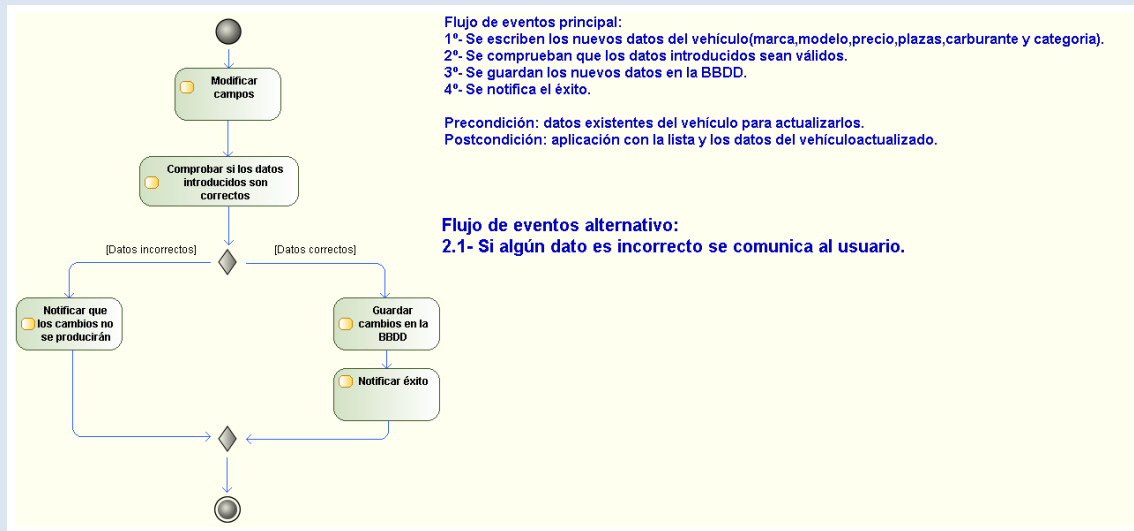 Flujo de eventos principal:
1º- Se escriben los nuevos datos del vehículo(marca,modelo,precio,plazas,carburante y categoria).
2º- Se comprueban que los datos introducidos sean válidos.
3º- Se guardan los nuevos datos en la BBDD.
4º- Se notifica el éxito.
Precondición: datos existentes del vehículo para actualizarlos.
Postcondición: aplicación con la lista y los datos del vehículoactualizado.
Flujo de eventos alternativo:
2.1- Si algún dato es incorrecto se comunica al usuario.
Modificar
campos
Comprobar si los datos
introducidos son
correctos
[Datos incorrectos]
[Datos correctos]
Notificar que
los cambios no
se producirán
Guardar
cambios en la
BBDD
Notificar éxito